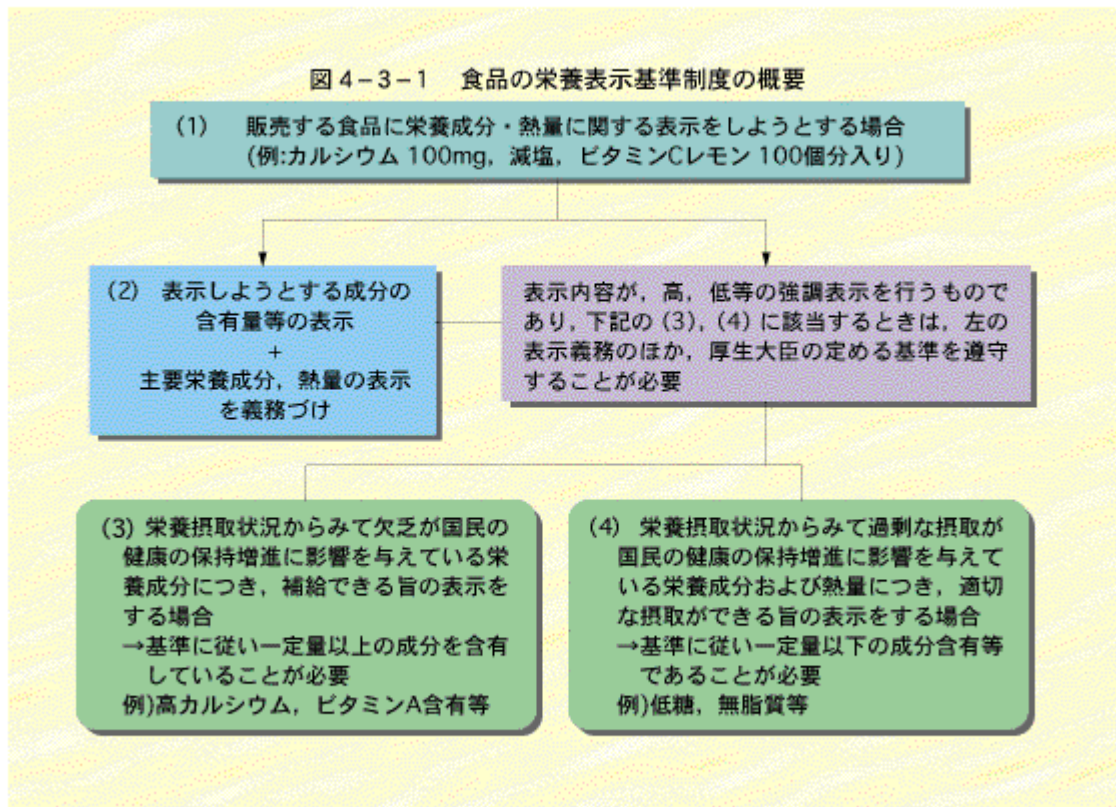 図4-3-1 食品の栄養表示基準制度の概要
(1) 販売する食品に栄養成分・熱量に関する表示をしようとする場合
(例:カルシウム 100mg, 減塩, ビタミンCレモン 100個分入り)
(2) 表示しようとする成分の
含有量等の表示
+
主要栄養成分, 熱量の表示
を義務づけ
表示内容が, 高, 低等の強調表示を行うもので
あり, 下記の (3), (4) に該当するときは, 左の
表示義務のほか, 厚生大臣の定める基準を遵守
することが必要
(3) 栄養摂取状況からみて欠乏が国民の
健康の保持増進に影響を与えている栄
養成分につき, 補給できる旨の表示を
する場合
→基準に従い一定量以上の成分を含有
していることが必要
例)高カルシウム, ビタミンA含有等
(4) 栄養摂取状況からみて過剰な摂取が
国民の健康の保持増進に影響を与えて
いる栄養成分および熱量につき, 適切
な摂取ができる旨の表示をする場合
→基準に従い一定量以下の成分含有等
であることが必要
例)低糖, 無脂質等